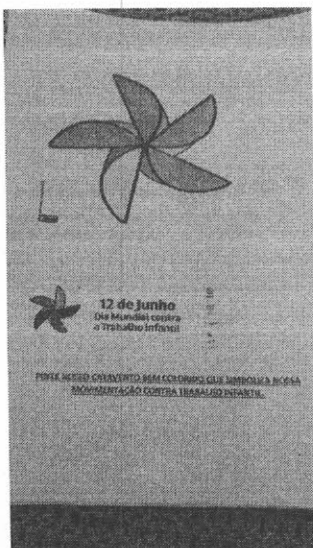 12 de Junho
Dia Mundial contra
o Trabalho Infantil
PINTE NOSSO CATAVENTO BEM COLORIDO QUE SIMBOLIZA NOSSA
MOVIMENTAÇÃO CONTRA TRABALHO INFANTIL.